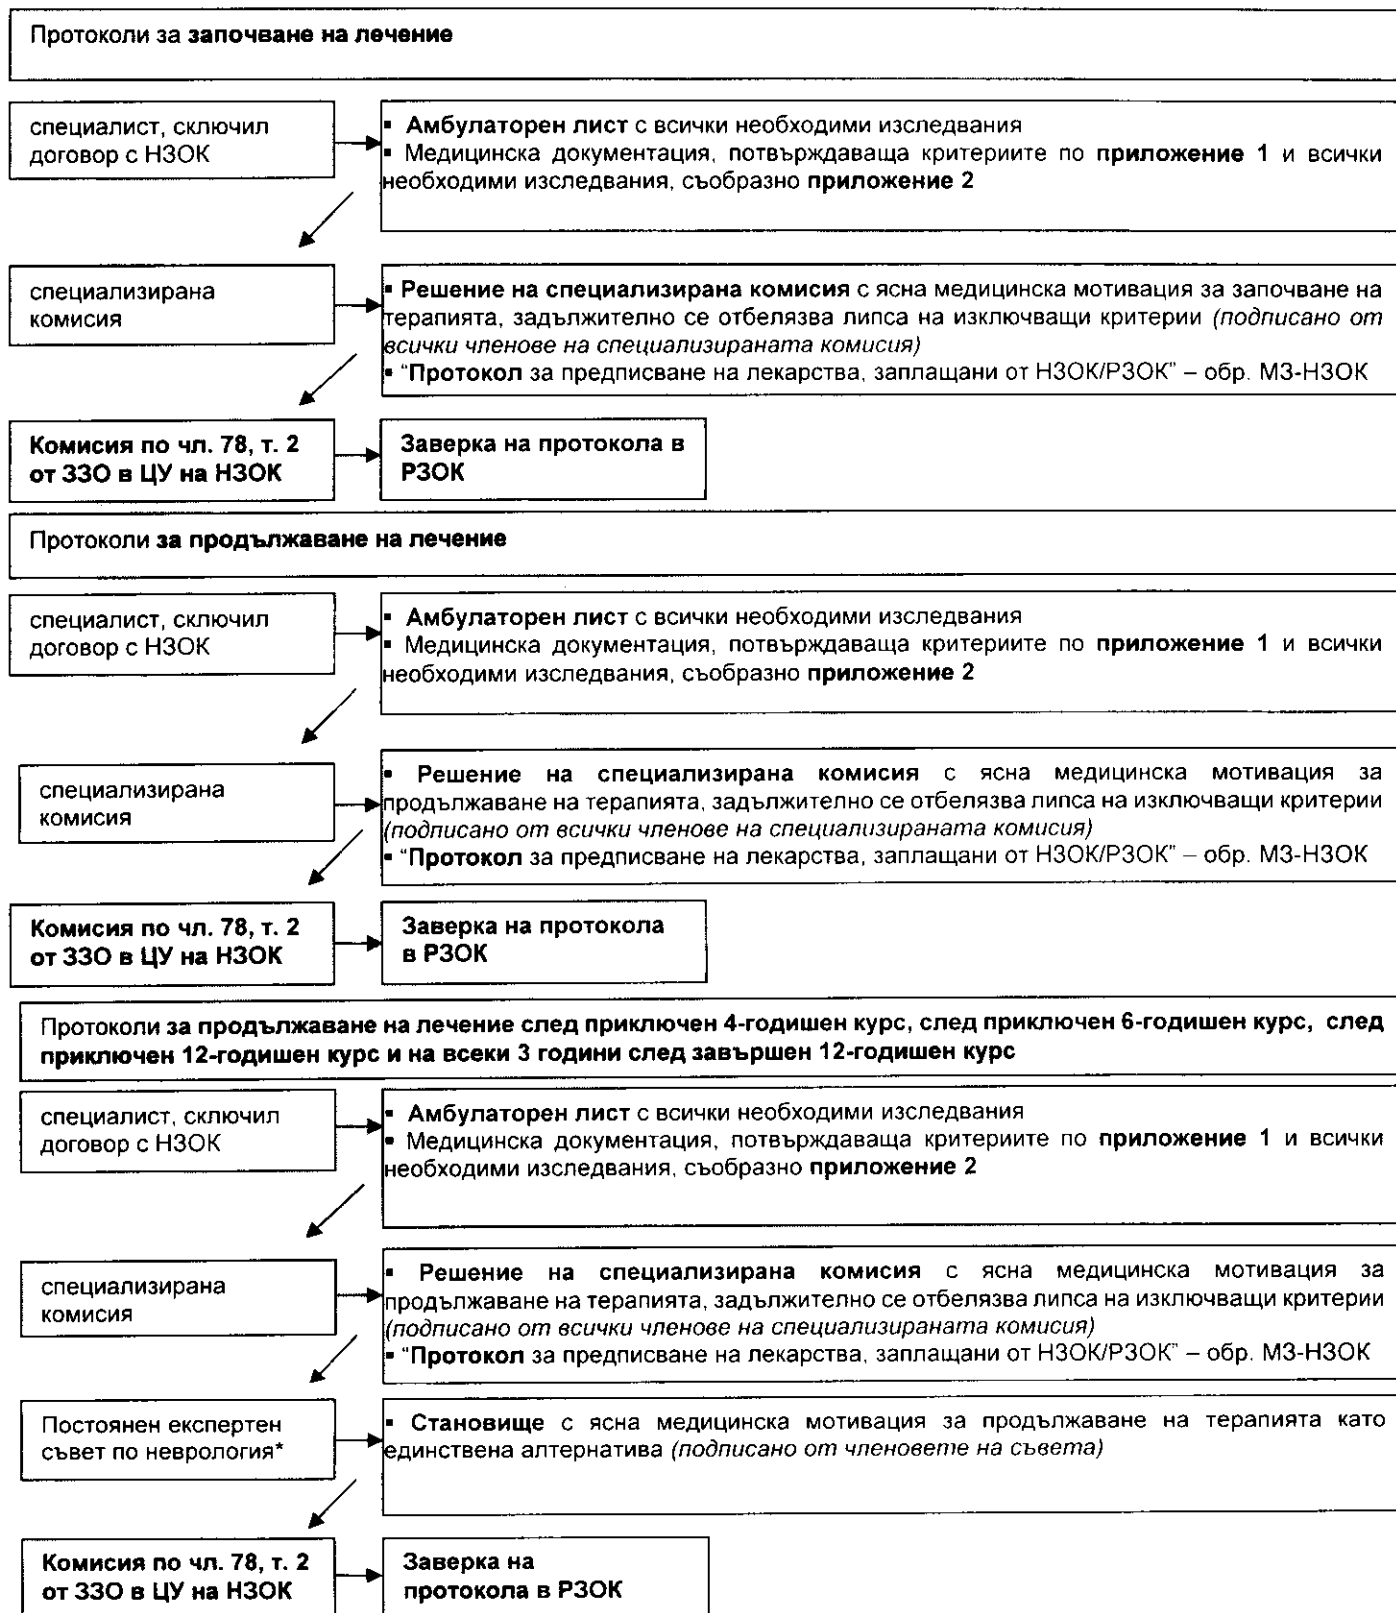 Протоколи за започване на лечение
специалист, сключил
договор с НЗОК
▪ Амбулаторен лист с всички необходими изследвания
▪ Медицинска документация, потвърждаваща критериите по приложение 1 и всички
необходими изследвания, съобразно приложение 2
специализирана
комисия
▪ Решение на специализирана комисия с ясна медицинска мотивация за започване на
терапията, задължително се отбелязва липса на изключващи критерии (подписано от
всички членове на специализираната комисия)
▪ "Протокол за предписване на лекарства, заплащани от НЗОК/РЗОК" – обр. МЗ-НЗОК
Комисия по чл. 78, т. 2
от ЗЗО в ЦУ на НЗОК
Заверка на протокола в
РЗОК
Протоколи за продължаване на лечение
специалист, сключил
договор с НЗОК
▪ Амбулаторен лист с всички необходими изследвания
▪ Медицинска документация, потвърждаваща критериите по приложение 1 и всички
необходими изследвания, съобразно приложение 2
специализирана
комисия
▪ Решение на специализирана комисия с ясна медицинска мотивация за
продължаване на терапията, задължително се отбелязва липса на изключващи критерии
(подписано от всички членове на специализираната комисия)
▪ "Протокол за предписване на лекарства, заплащани от НЗОК/РЗОК" – обр. МЗ-НЗОК
Комисия по чл. 78, т. 2
от ЗЗО в ЦУ на НЗОК
Заверка на протокола
в РЗОК
Протоколи за продължаване на лечение след приключен 4-годишен курс, след приключен 6-годишен курс, след
приключен 12-годишен курс и на всеки 3 години след завършен 12-годишен курс
специалист, сключил
договор с НЗОК
▪ Амбулаторен лист с всички необходими изследвания
▪ Медицинска документация, потвърждаваща критериите по приложение 1 и всички
необходими изследвания, съобразно приложение 2
специализирана
комисия
▪ Решение на специализирана комисия с ясна медицинска мотивация за
продължаване на терапията, задължително се отбелязва липса на изключващи критерии
(подписано от всички членове на специализираната комисия)
▪ "Протокол за предписване на лекарства, заплащани от НЗОК/РЗОК" – обр. МЗ-НЗОК
Постоянен експертен
съвет по неврология*
▪ Становище с ясна медицинска мотивация за продължаване на терапията като
единствена алтернатива (подписано от членовете на съвета)
Комисия по чл. 78, т. 2
от ЗЗО в ЦУ на НЗОК
Заверка на
протокола в РЗОК